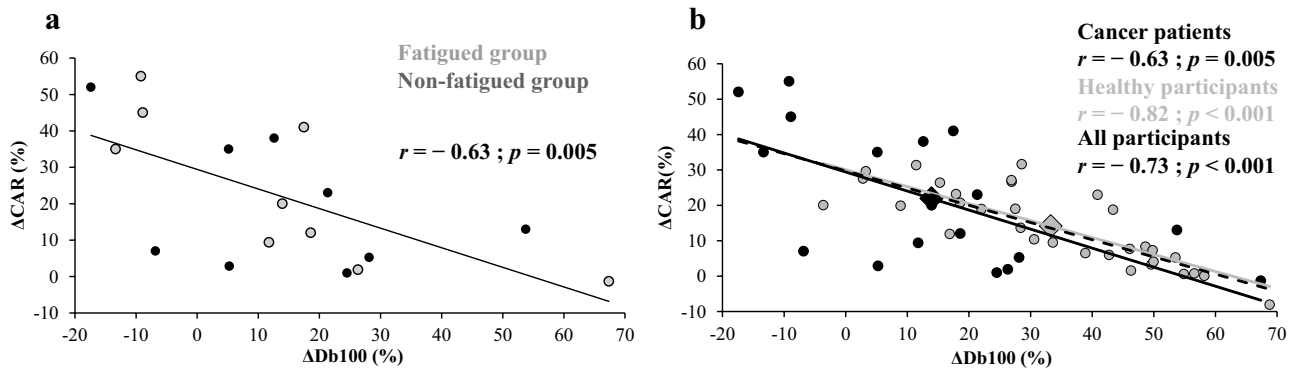 a
Fatigued group
Non-fatigued group
r = − 0.63 ; p = 0.005
ΔCAR (%)
60
50
40
30
20
10
0
-10
-20 -10 0 10 20 30 40 50 60 70
ΔDb100 (%)
b
Cancer patients
r = − 0.63 ; p = 0.005
Healthy participants
r = − 0.82 ; p < 0.001
All participants
r = − 0.73 ; p < 0.001
ΔCAR(%)
60
50
40
30
20
10
0
-10
-20 -10 0 10 20 30 40 50 60 70
ΔDb100 (%)